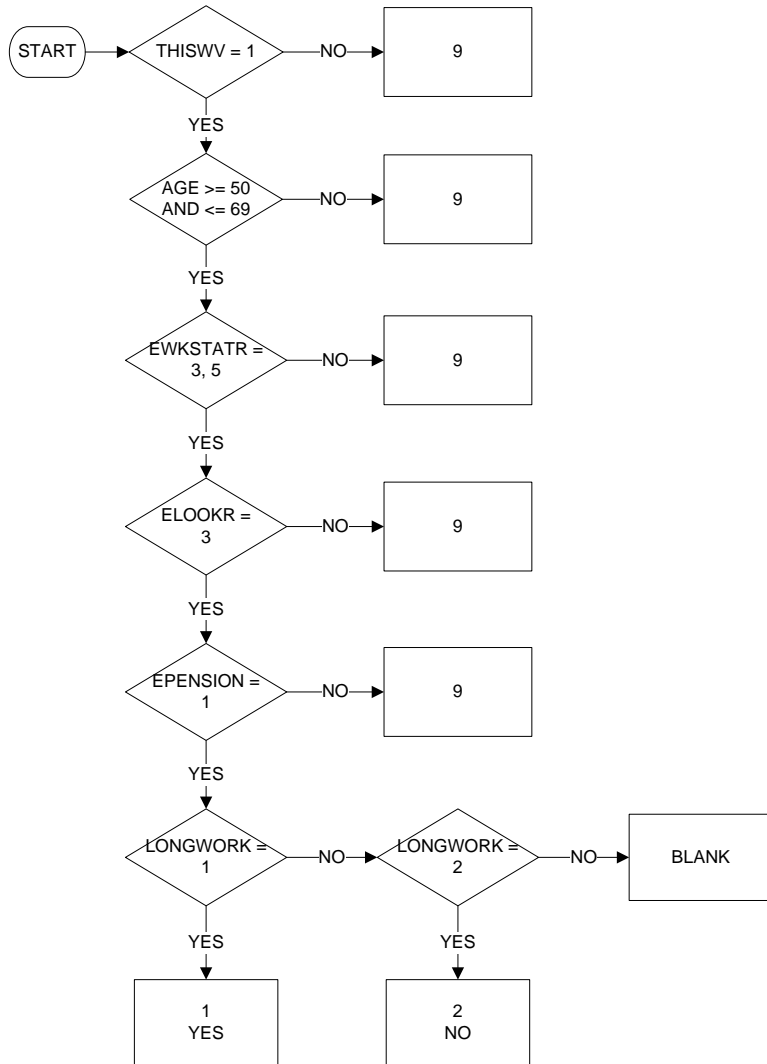 START
THISWV = 1
NO
9
YES
AGE >= 50
AND <= 69
NO
9
YES
EWKSTATR =
3, 5
NO
9
YES
ELOOKR =
3
NO
9
YES
EPENSION =
1
NO
9
YES
LONGWORK =
1
NO
LONGWORK =
2
NO
BLANK
YES
YES
1
YES
2
NO